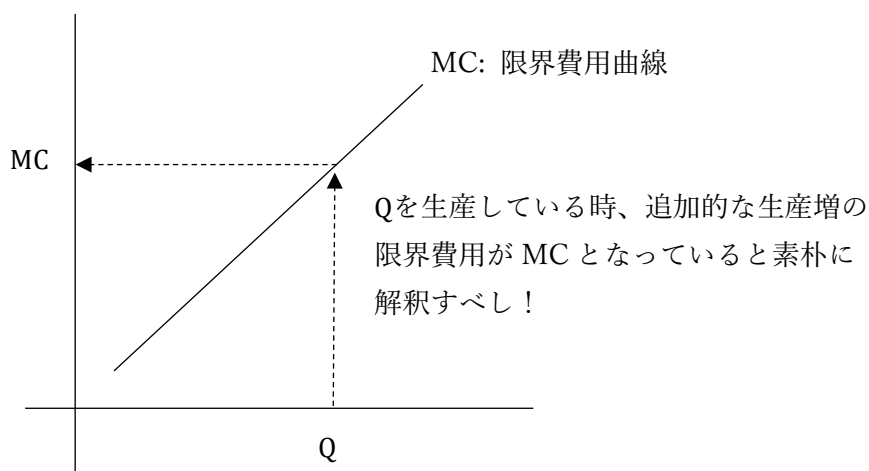 MC: 限界費用曲線
MC
Qを生産している時、追加的な生産増の
限界費用が MC となっていると素朴に
解釈すべし！
Q